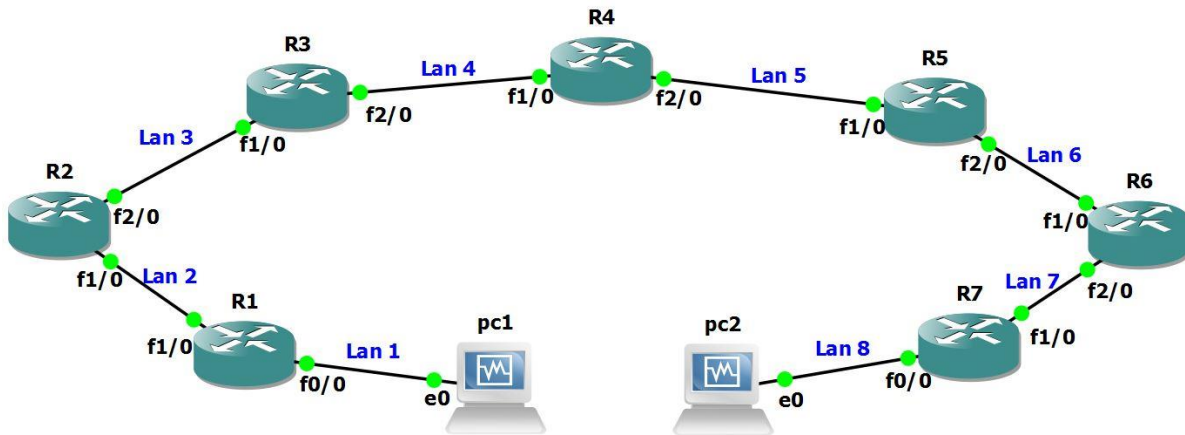 R4
R3
Lan 4
Lan 5
R5
f1/0
f2/0
f2/0
f1/0
Lan 3
f1/0
f2/0
Lan 6
R2
R6
f2/0
f1/0
f1/0
Lan 2
Lan 7
R1
R7
f2/0
pc1
pc2
f1/0
f1/0
Lan 1
Lan 8
f0/0
e0
e0
f0/0